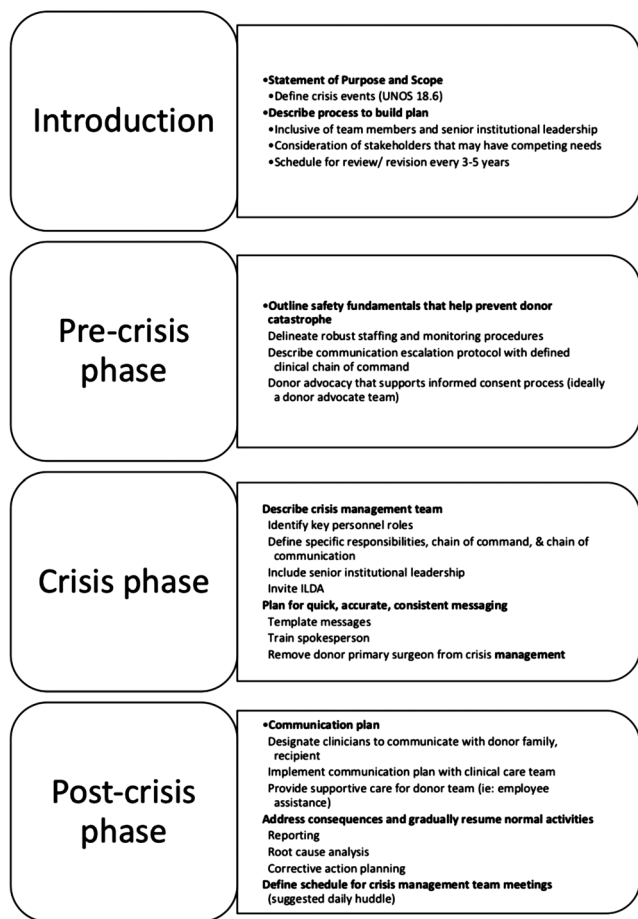 Introduction
•Statement of Purpose and Scope
•Define crisis events (UNOS 18.6)
•Describe process to build plan
•Inclusive of team members and senior institutional leadership
•Consideration of stakeholders that may have competing needs
•Schedule for review/ revision every 3-5 years
Pre-crisis
phase
•Outline safety fundamentals that help prevent donor
catastrophe
Delineate robust staffing and monitoring procedures
Describe communication escalation protocol with defined
clinical chain of command
Donor advocacy that supports informed consent process (ideally
a donor advocate team)
Crisis phase
Describe crisis management team
Identify key personnel roles
Define specific responsibilities, chain of command, & chain of
communication
Include senior institutional leadership
Invite ILDA
Plan for quick, accurate, consistent messaging
Template messages
Train spokesperson
Remove donor primary surgeon from crisis management
Post-crisis
phase
•Communication plan
Designate clinicians to communicate with donor family,
recipient
Implement communication plan with clinical care team
Provide supportive care for donor team (ie: employee
assistance)
Address consequences and gradually resume normal activities
Reporting
Root cause analysis
Corrective action planning
Define schedule for crisis management team meetings
(suggested daily huddle)